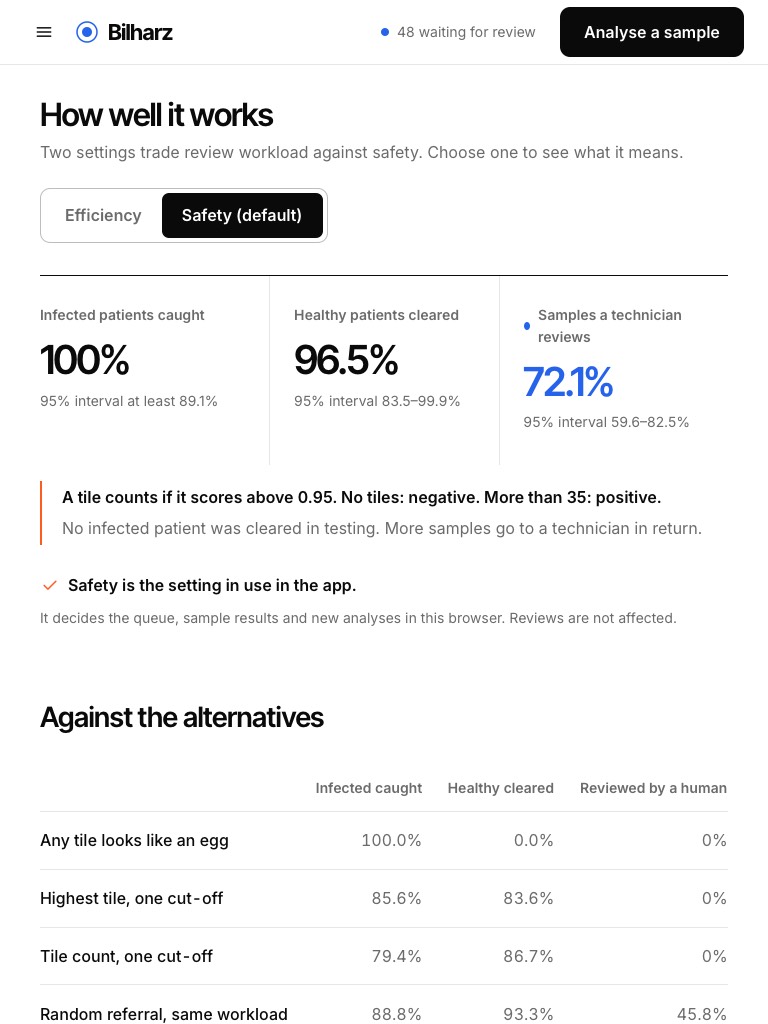 Bilharz
48 waiting for review
Analyse a sample
How well it works
Two settings trade review workload against safety. Choose one to see what it means.
Efficiency
Safety (default)
Infected patients caught
100%
95% interval at least 89.1%
Healthy patients cleared
96.5%
95% interval 83.5–99.9%
Samples a technician
reviews
72.1%
95% interval 59.6–82.5%
A tile counts if it scores above 0.95. No tiles: negative. More than 35: positive.
No infected patient was cleared in testing. More samples go to a technician in return.
Safety is the setting in use in the app.
It decides the queue, sample results and new analyses in this browser. Reviews are not affected.
Against the alternatives
Infected caught Healthy cleared Reviewed by a human
Any tile looks like an egg 100.0% 0.0% 0%
Highest tile, one cut-off 85.6% 83.6% 0%
Tile count, one cut-off 79.4% 86.7% 0%
Random referral, same workload 88.8% 93.3% 45.8%